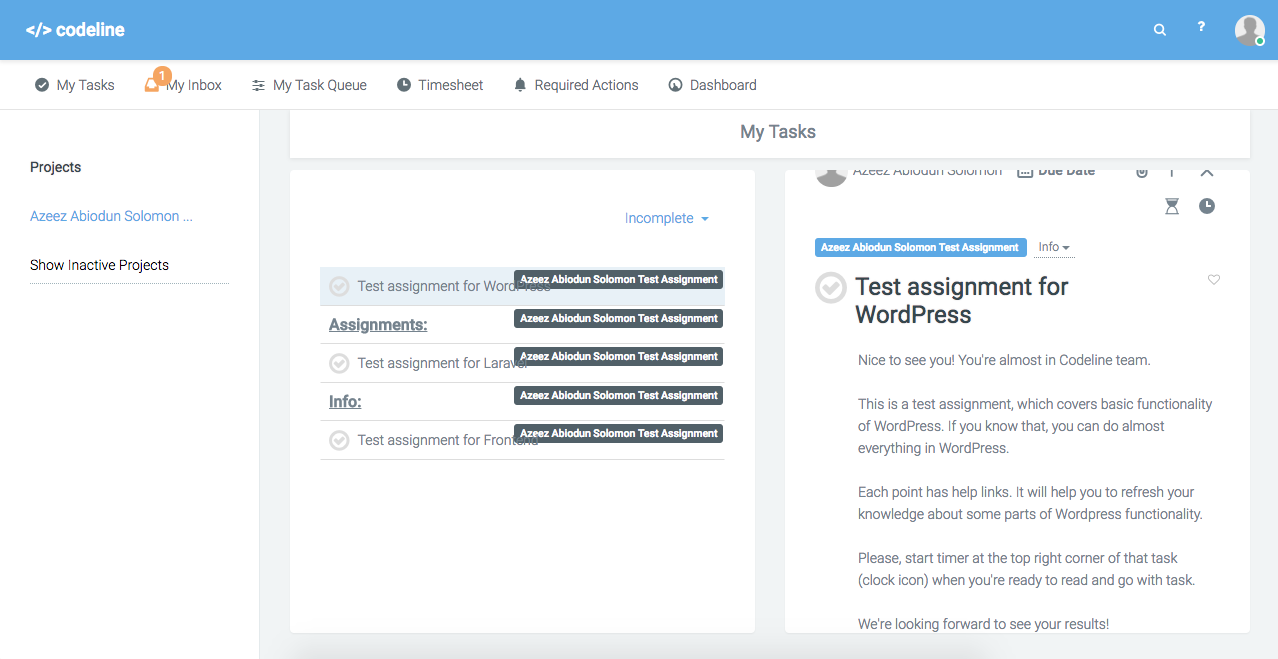 </> codeline
?
My Tasks
1
My Inbox
My Task Queue
Timesheet
Required Actions
Dashboard
Projects
Azeez Abiodun Solomon ...
Show Inactive Projects
My Tasks
Incomplete
Test assignment for WordPress
Azeez Abiodun Solomon Test Assignment
Assignments:
Azeez Abiodun Solomon Test Assignment
Test assignment for Laravel
Azeez Abiodun Solomon Test Assignment
Info:
Azeez Abiodun Solomon Test Assignment
Test assignment for Frontend
Azeez Abiodun Solomon Test Assignment
Azeez Abiodun Solomon
Due Date
Azeez Abiodun Solomon Test Assignment
Info
Test assignment for
WordPress
Nice to see you! You're almost in Codeline team.
This is a test assignment, which covers basic functionality
of WordPress. If you know that, you can do almost
everything in WordPress.
Each point has help links. It will help you to refresh your
knowledge about some parts of Wordpress functionality.
Please, start timer at the top right corner of that task
(clock icon) when you're ready to read and go with task.
We're looking forward to see your results!